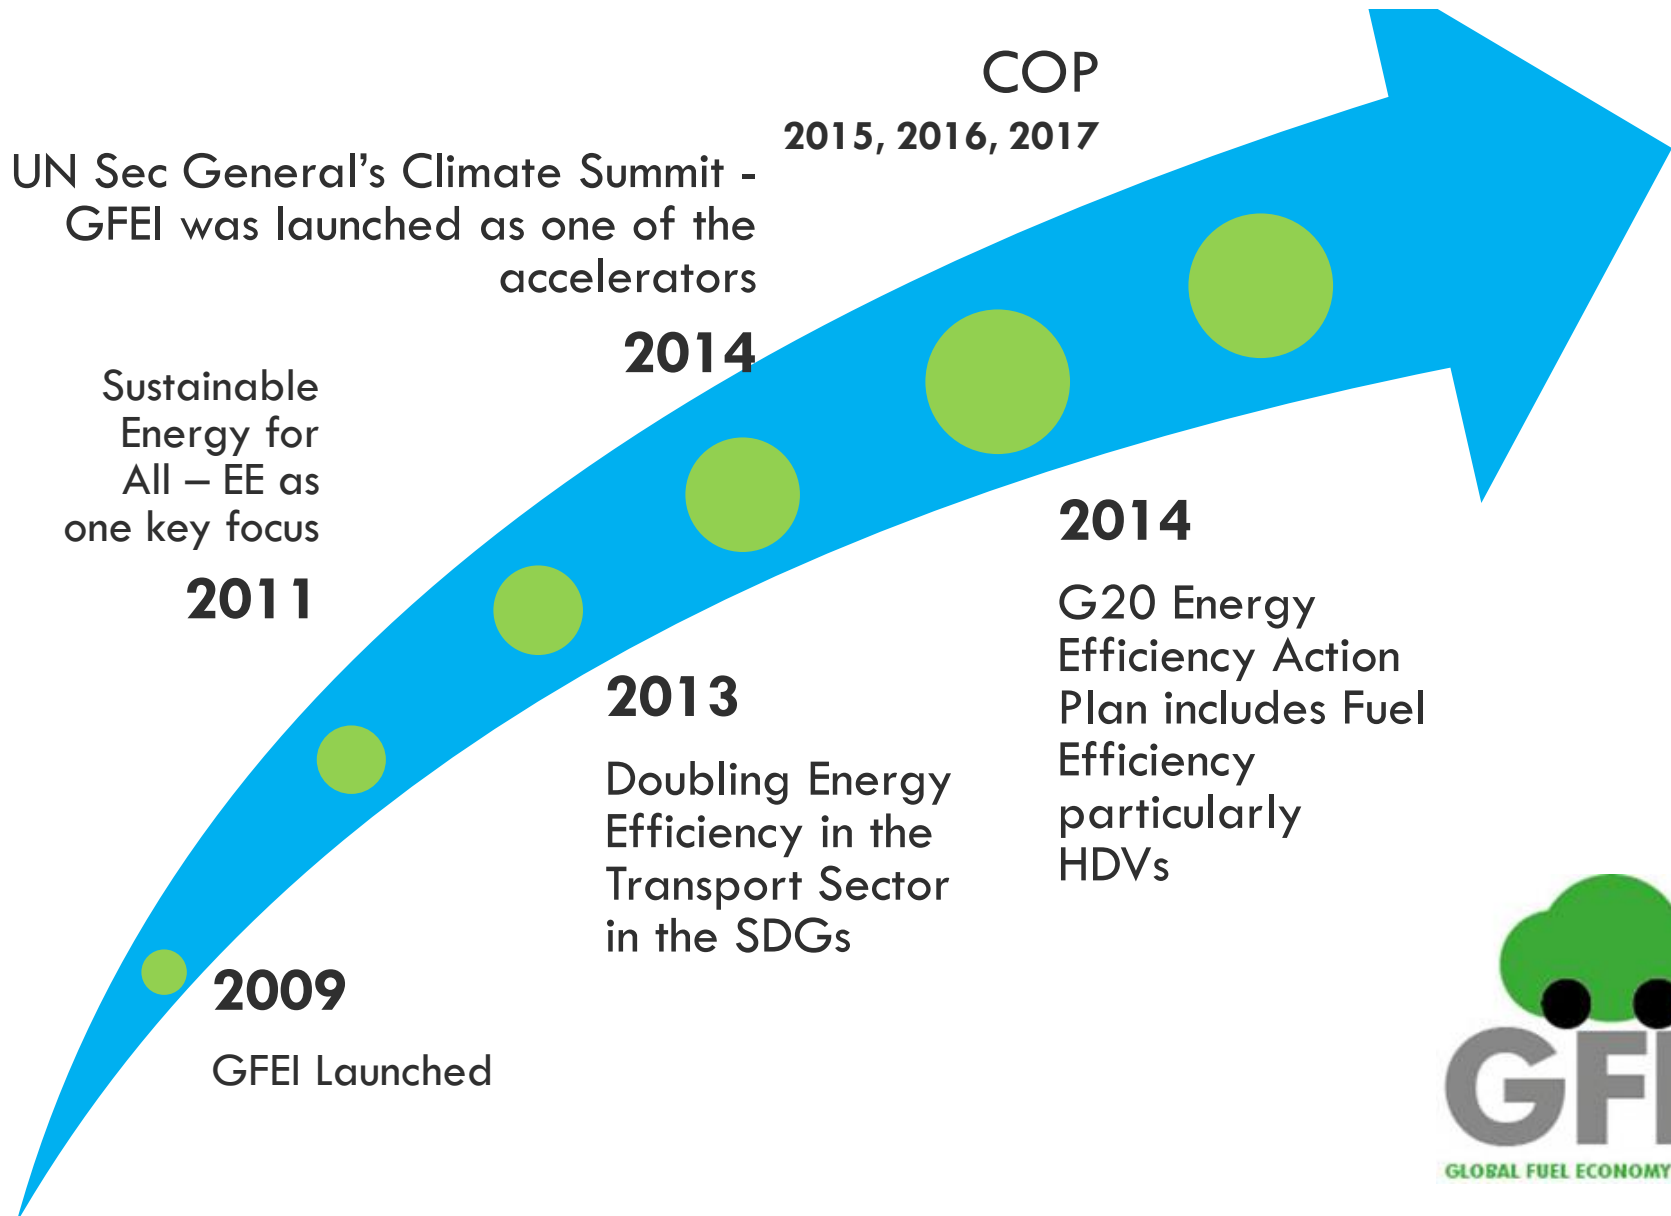 COP
2015, 2016, 2017
UN Sec General’s Climate Summit -
GFEI was launched as one of the
accelerators
2014
Sustainable
Energy for
All – EE as
one key focus
2011
2014
G20 Energy
Efficiency Action
Plan includes Fuel
Efficiency
particularly
HDVs
2013
Doubling Energy
Efficiency in the
Transport Sector
in the SDGs
2009
GFEI Launched
GF
GLOBAL FUEL ECONOMY